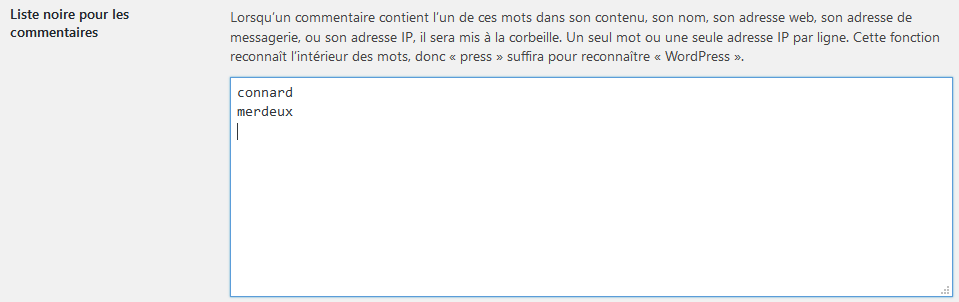 Liste noire pour les
commentaires
Lorsqu’un commentaire contient l’un de ces mots dans son contenu, son nom, son adresse web, son adresse de
messagerie, ou son adresse IP, il sera mis à la corbeille. Un seul mot ou une seule adresse IP par ligne. Cette fonction
reconnaît l’intérieur des mots, donc « press » suffira pour reconnaître « WordPress ».
connard
merdeux